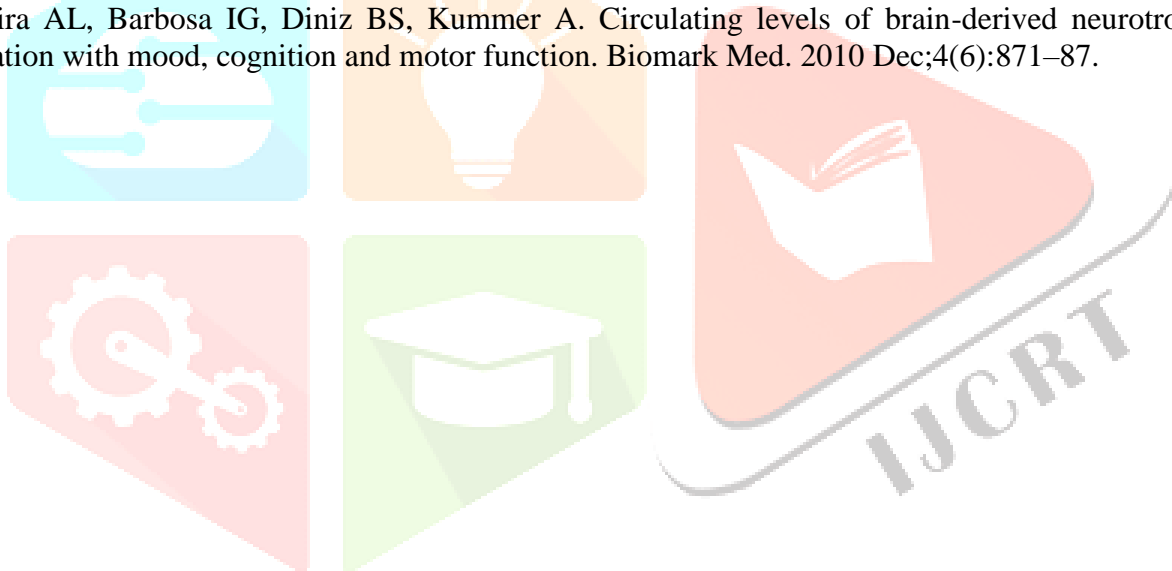 ira AL, Barbosa IG, Diniz BS, Kummer A. Circulating levels of brain-derived neurotro
ation with mood, cognition and motor function. Biomark Med. 2010 Dec;4(6):871–87.
IJCRT